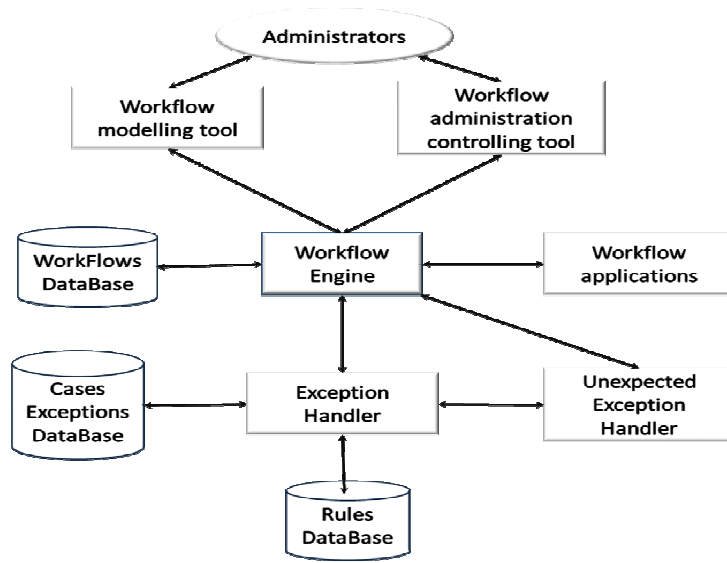 Administrators
Workflow
modelling tool
Workflow
administration
controlling tool
WorkFlows
DataBase
Workflow
Engine
Workflow
applications
Cases
Exceptions
DataBase
Exception
Handler
Unexpected
Exception
Handler
Rules
DataBase